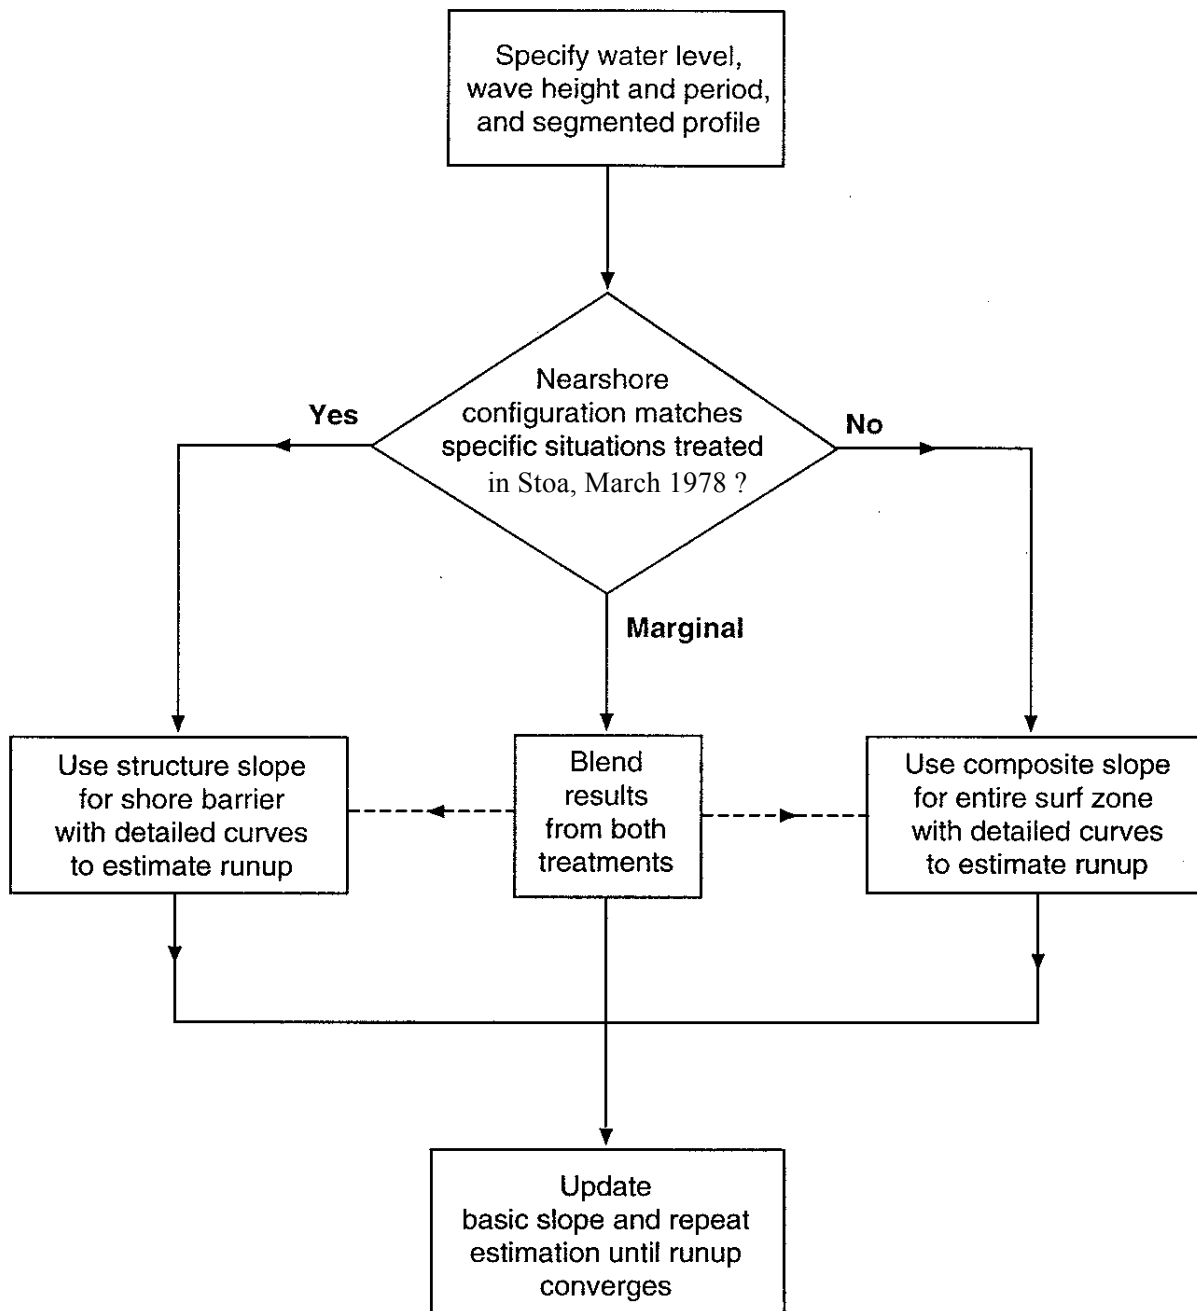 Specify water level,
wave height and period,
and segmented profile
Nearshore
configuration matches
specific situations treated
in Stoa, March 1978 ?
Yes
No
Marginal
Use structure slope
for shore barrier
with detailed curves
to estimate runup
Blend
results
from both
treatments
Use composite slope
for entire surf zone
with detailed curves
to estimate runup
Update
basic slope and repeat
estimation until runup
converges